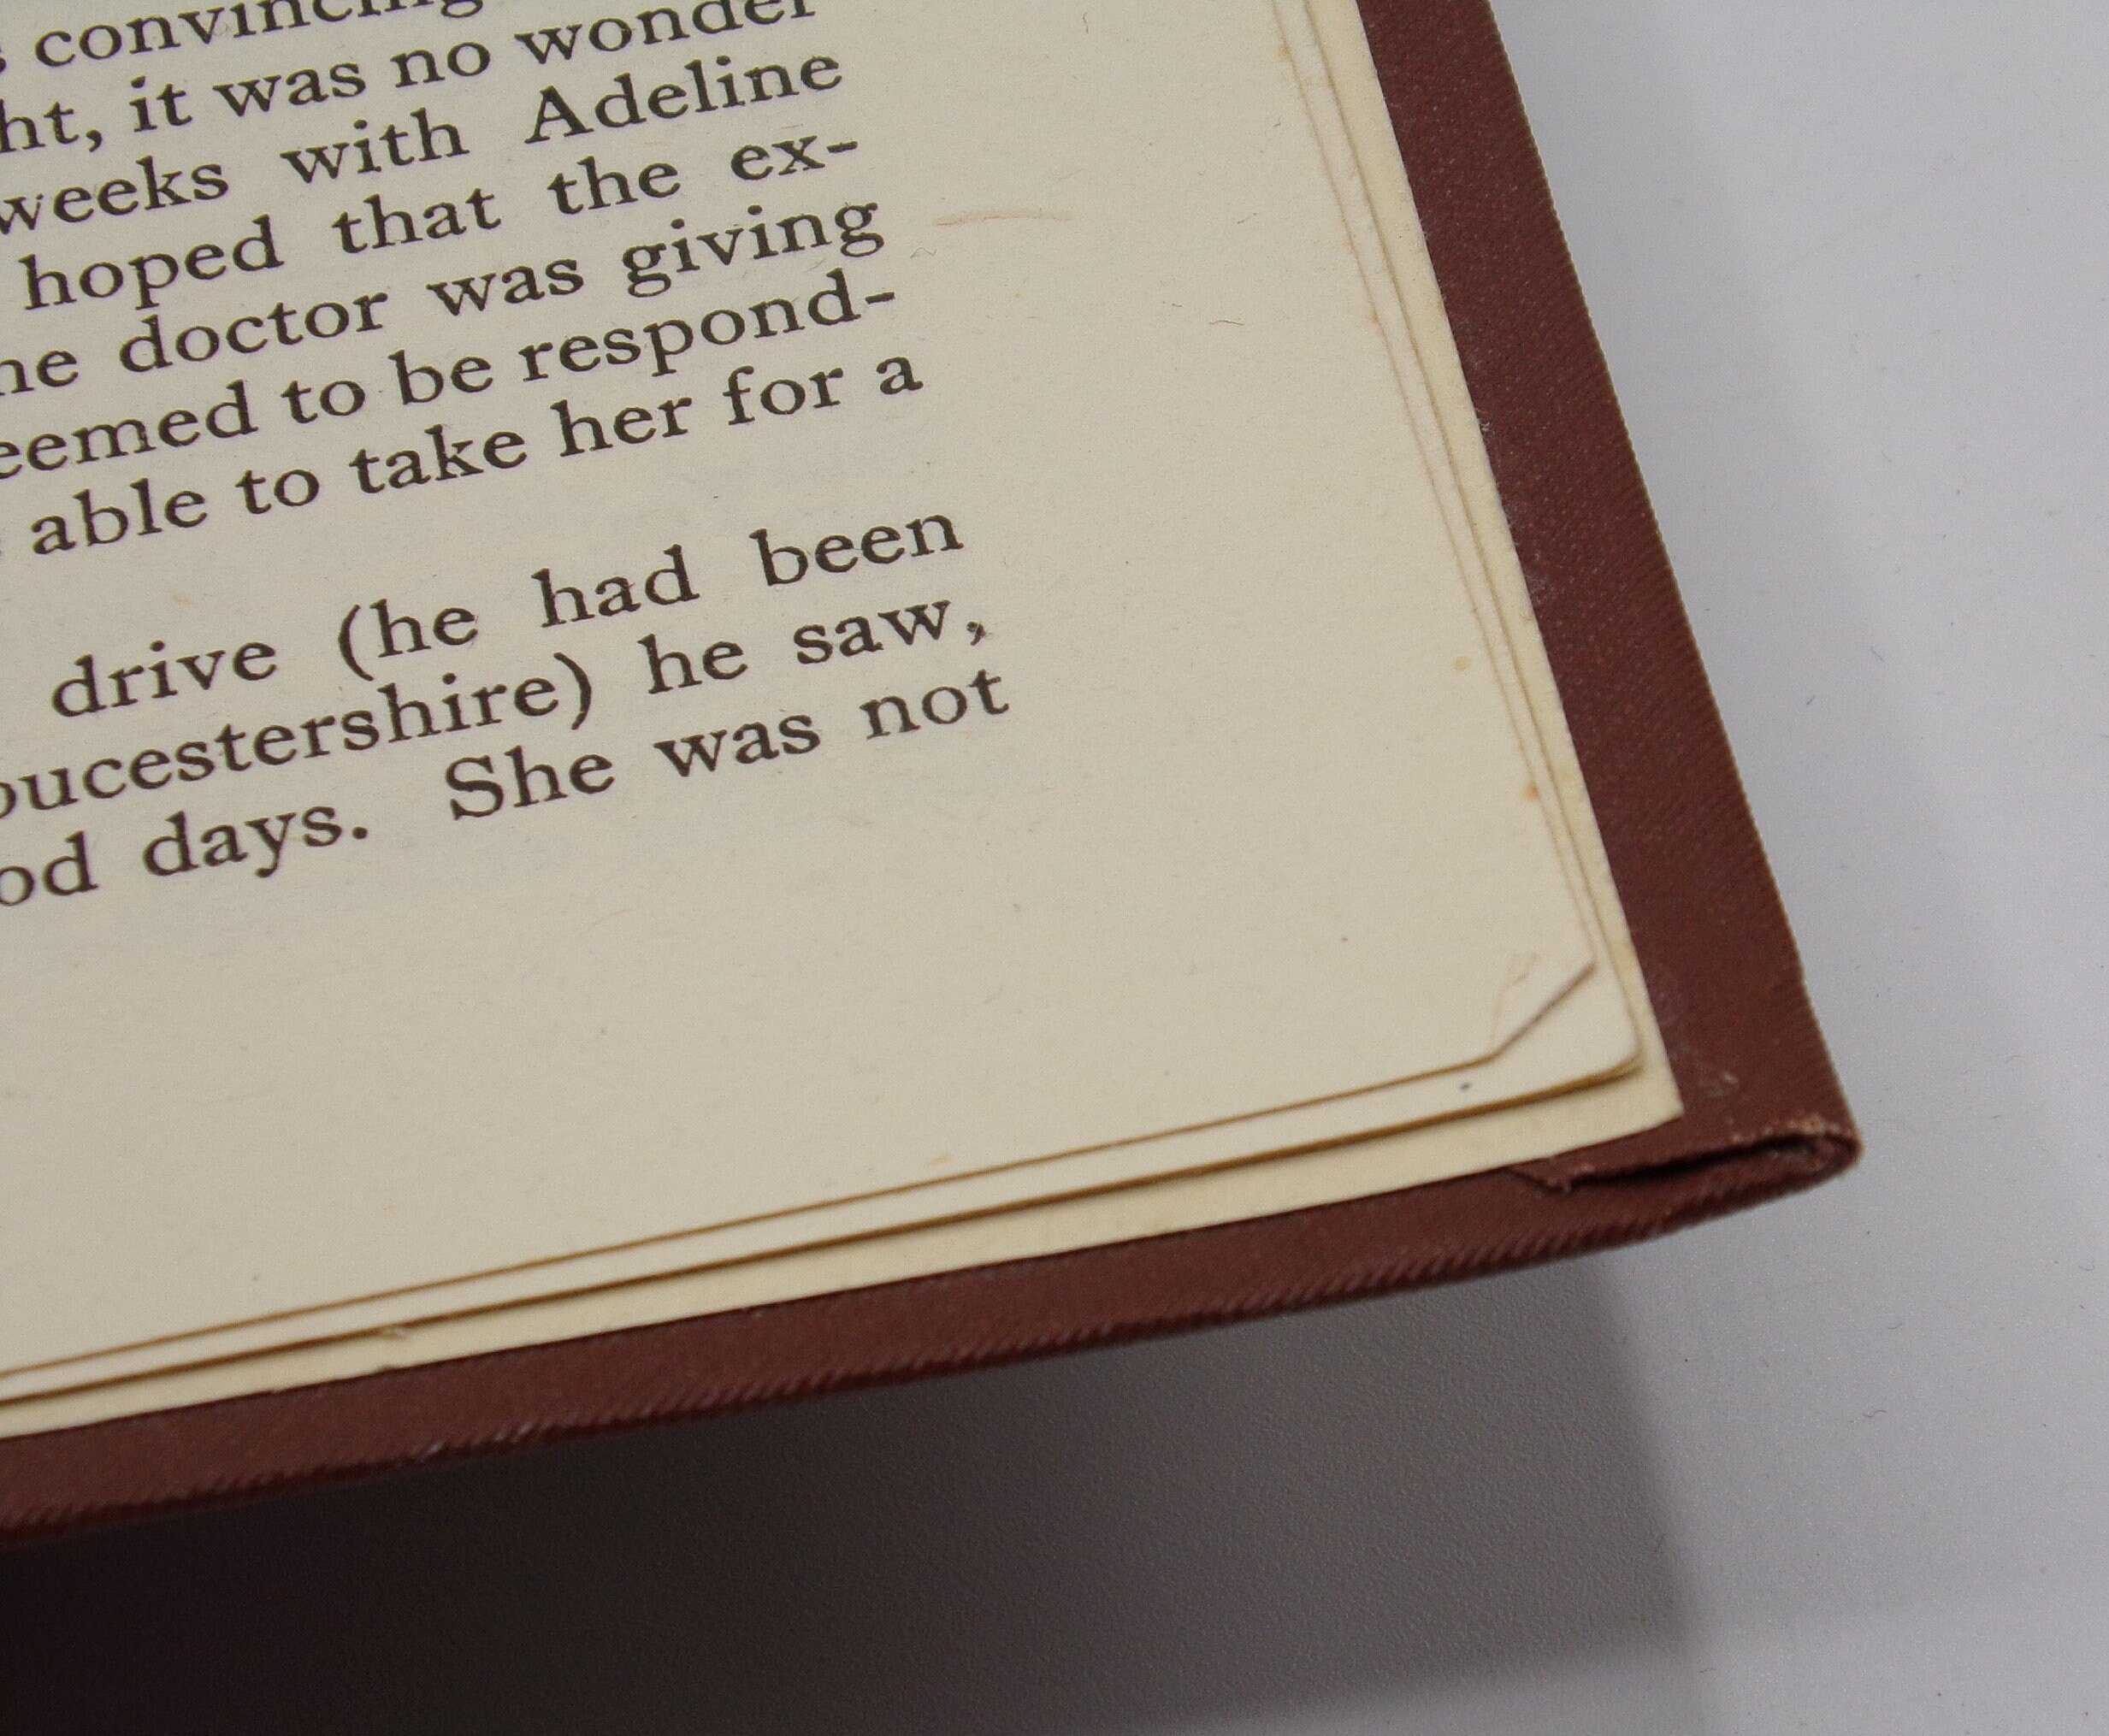 convincing
ht, it was no wonder
weeks with Adeline
hoped that the ex-
he doctor was giving
eemed to be respond-
able to take her for a
drive (he had been
oucestershire) he saw,
od days. She was not